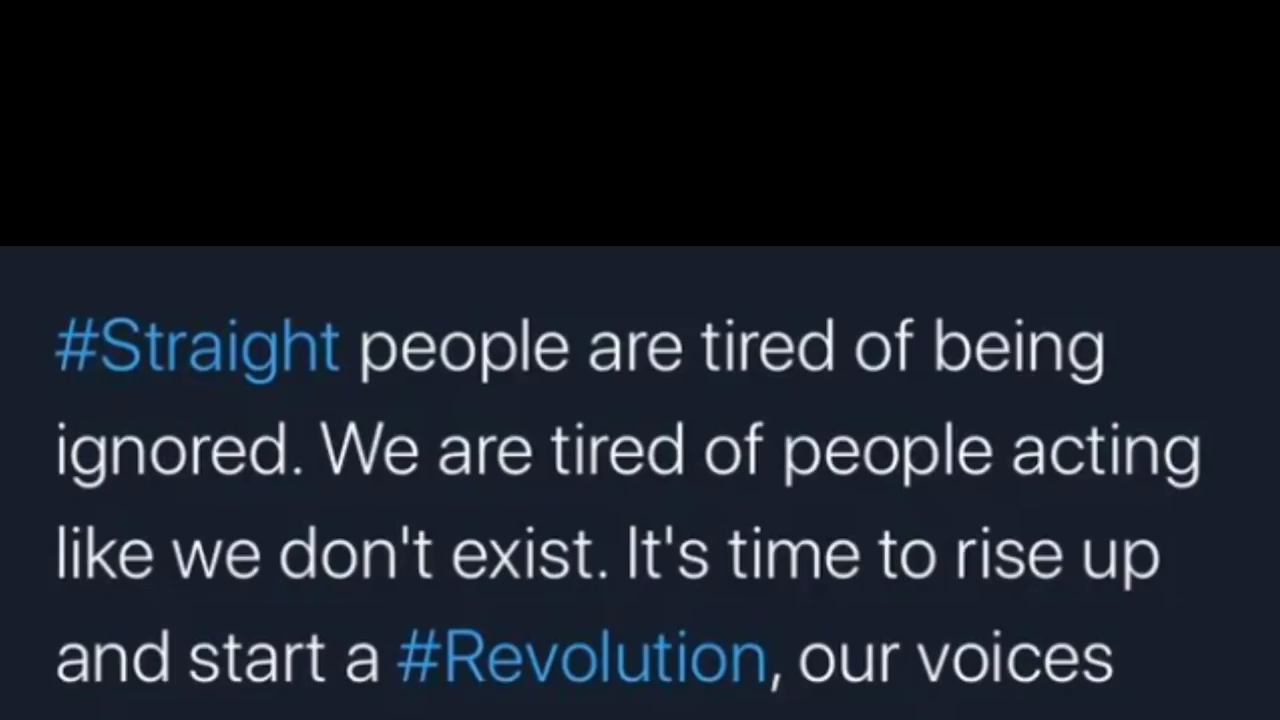 #Straight people are tired of being
ignored. We are tired of people acting
like we don't exist. It's time to rise up
and start a #Revolution, our voices